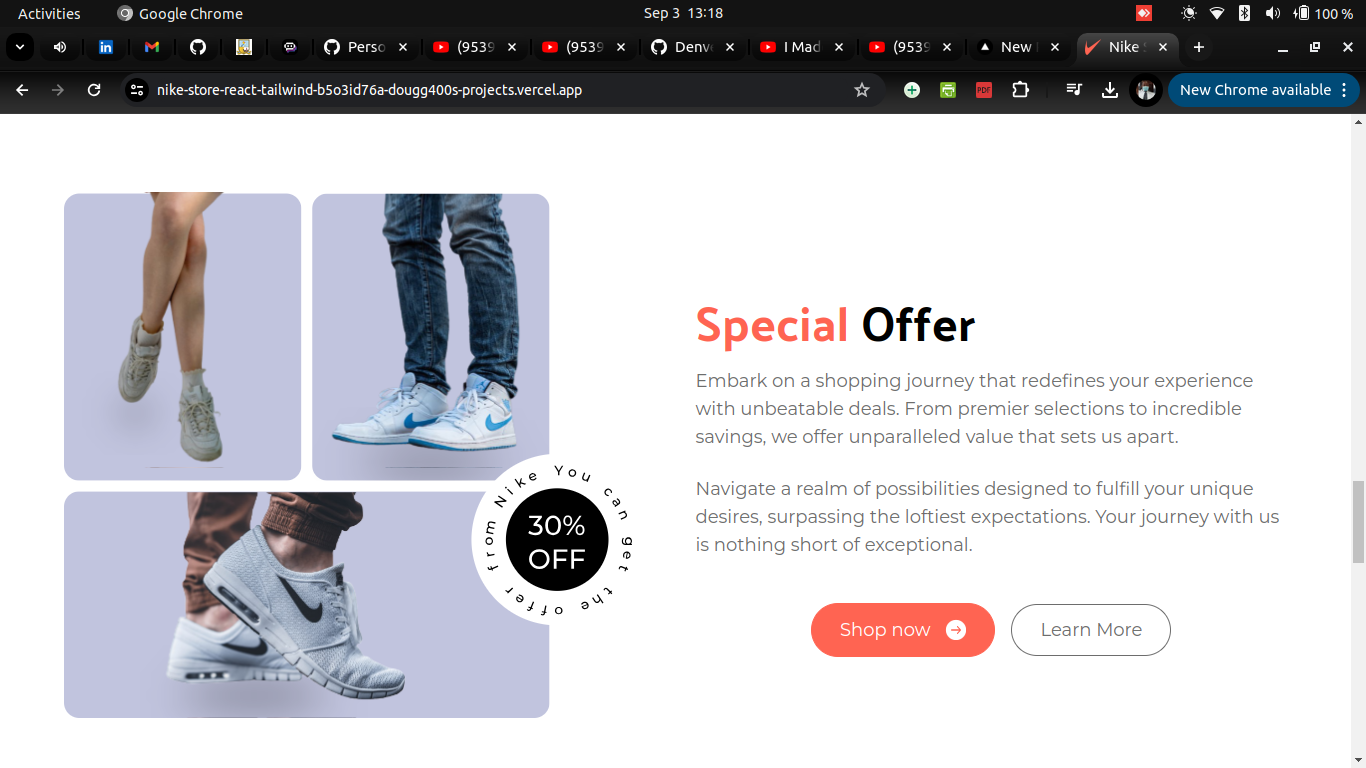 Activities
Google Chrome
Sep 3 13:18
100 %
Perso
(9539
(9539
Denv
I Mad
(9539
New
Nike
nike-store-react-tailwind-b5o3id76a-dougg400s-projects.vercel.app
PDF
New Chrome available
You can get the offer from Nike
30%
OFF
Special Offer
Embark on a shopping journey that redefines your experience
with unbeatable deals. From premier selections to incredible
savings, we offer unparalleled value that sets us apart.
Navigate a realm of possibilities designed to fulfill your unique
desires, surpassing the loftiest expectations. Your journey with us
is nothing short of exceptional.
Shop now
Learn More